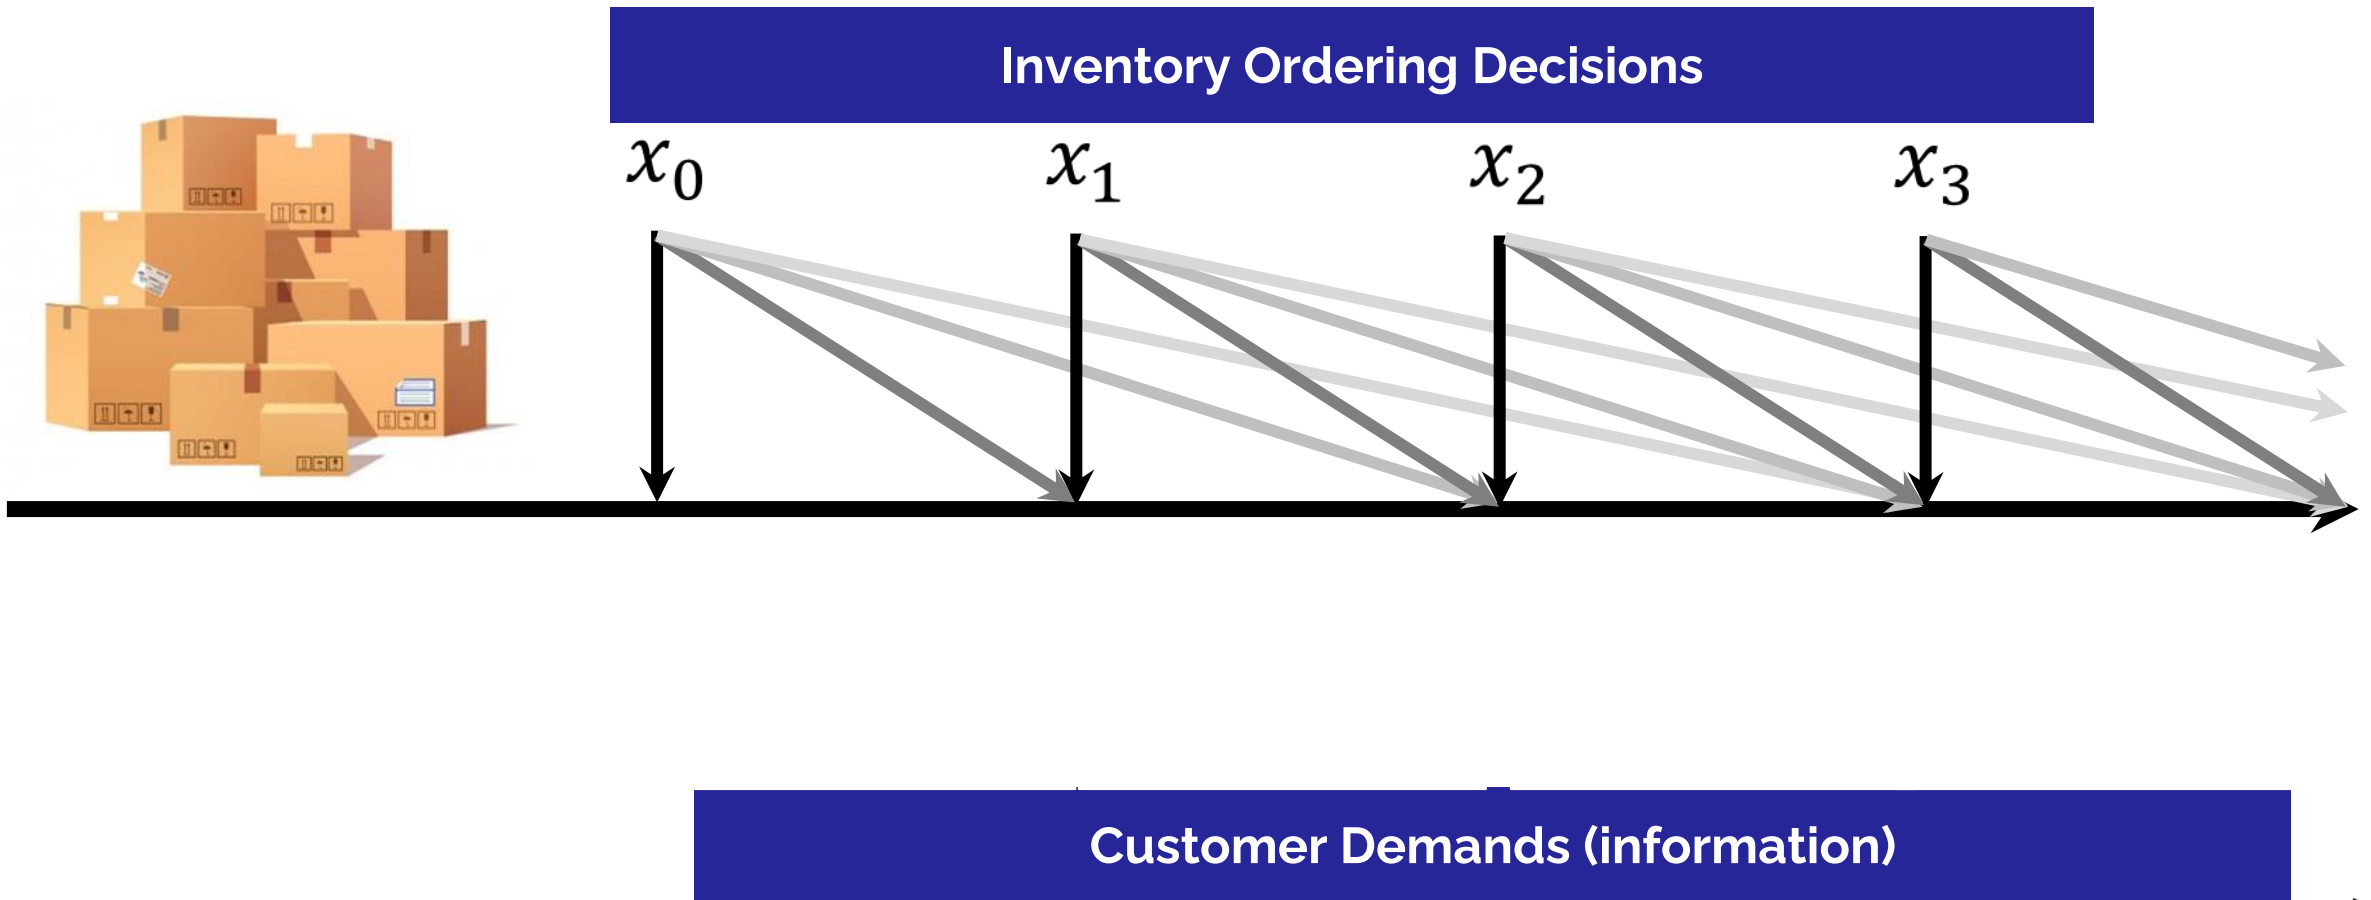 Inventory Ordering Decisions
x₀ x₁ x₂ x₃
Customer Demands (information)